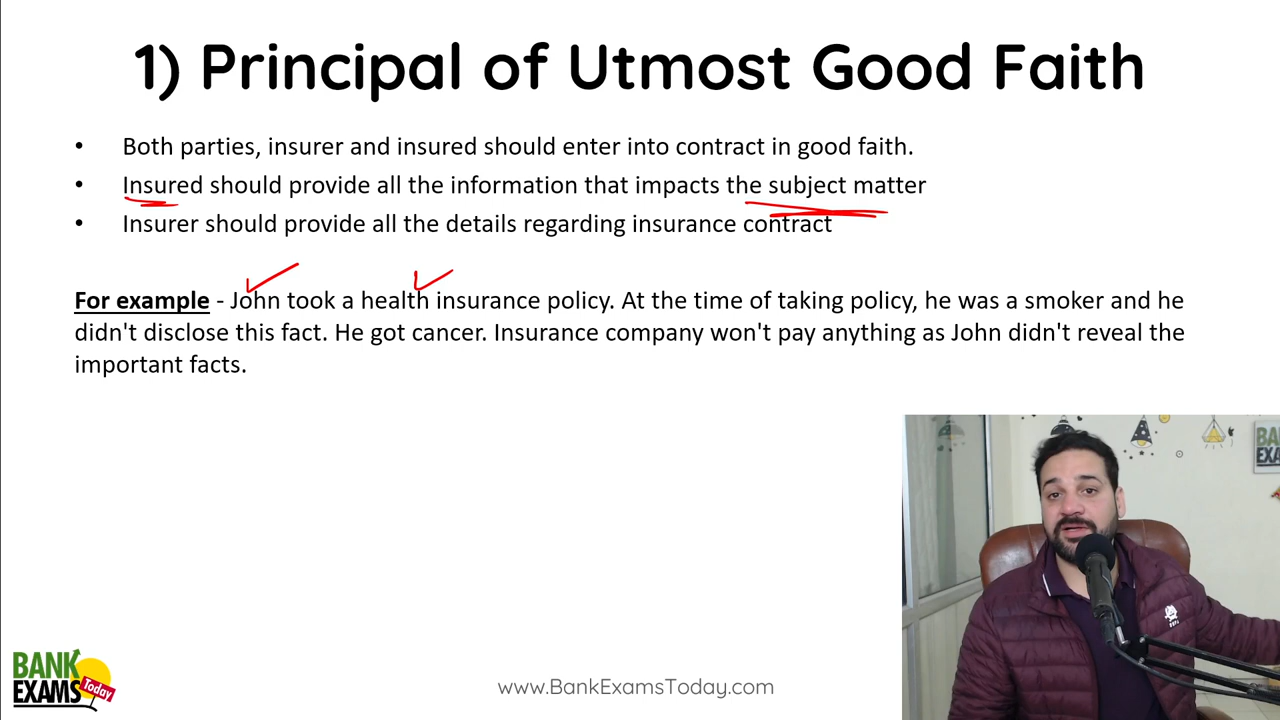 1) Principal of Utmost Good Faith
• Both parties, insurer and insured should enter into contract in good faith.
• Insured should provide all the information that impacts the subject matter
• Insurer should provide all the details regarding insurance contract
For example - John took a health insurance policy. At the time of taking policy, he was a smoker and he
didn't disclose this fact. He got cancer. Insurance company won't pay anything as John didn't reveal the
important facts.
BANK
EXA
BANK
EXAMS
Today
www.BankExamsToday.com